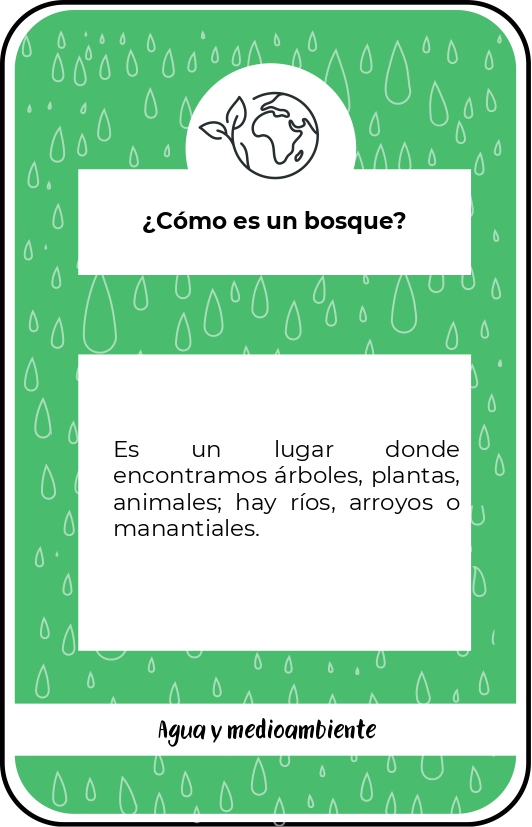 ¿Cómo es un bosque?
Es un lugar donde
encontramos árboles, plantas,
animales; hay ríos, arroyos o
manantiales.
Agua y medioambiente